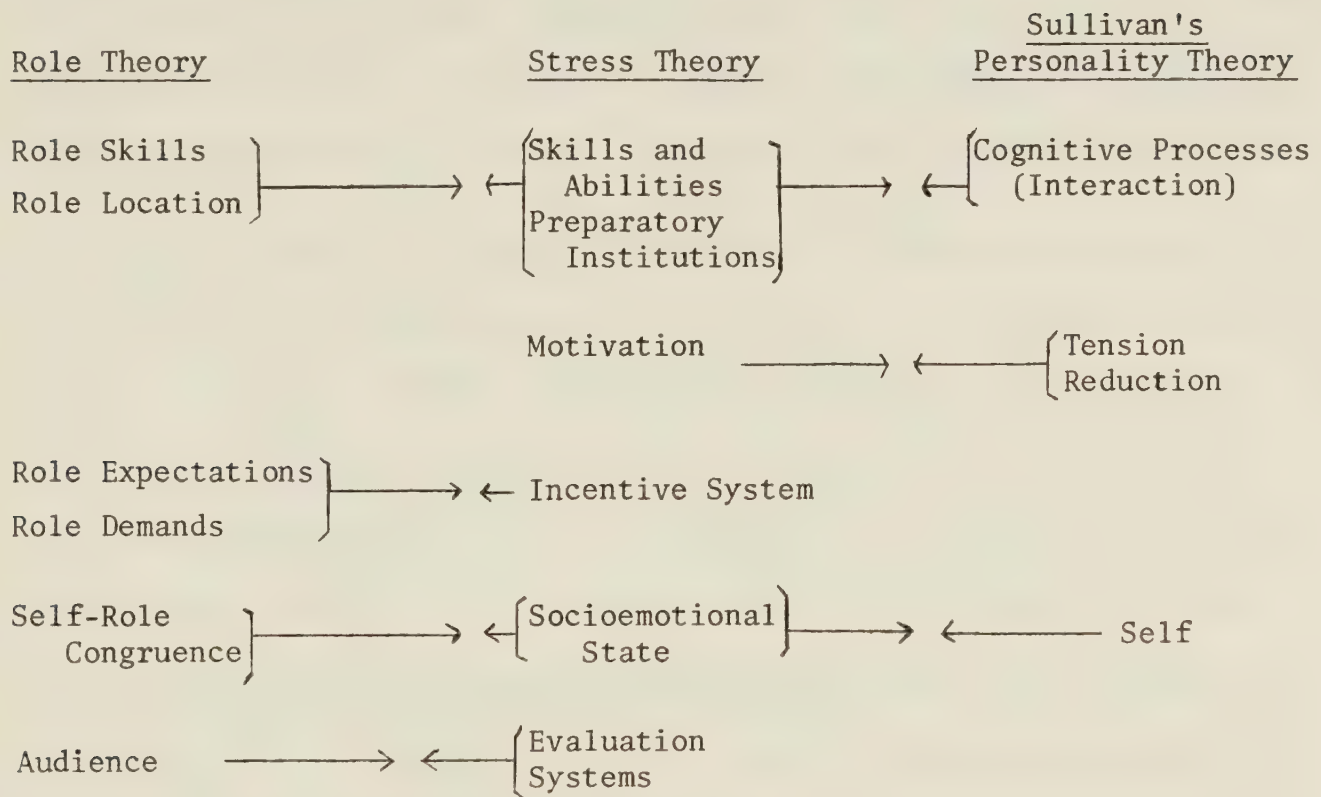 Sullivan's
Role Theory Stress Theory Personality Theory
Role Skills Skills and Cognitive Processes
Role Location Abilities (Interaction)
Preparatory
Institutions
Motivation Tension
Reduction
Role Expectations
Incentive System
Role Demands
Self-Role Socioemotional Self
Congruence State
Audience Evaluation
Systems